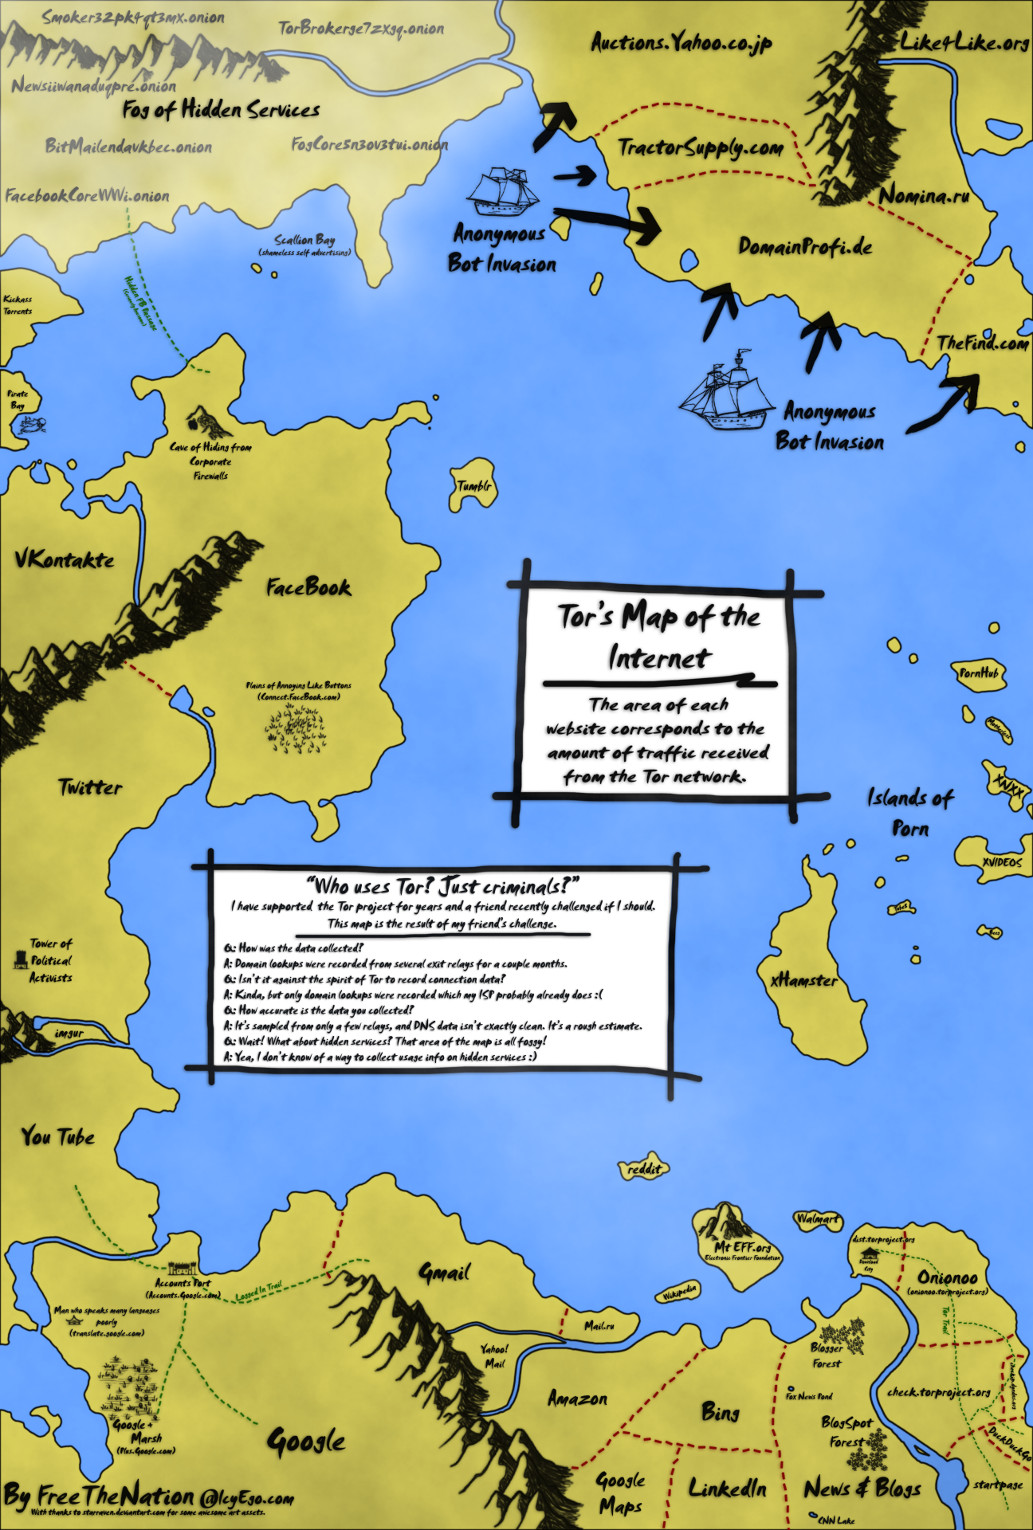 Smoker32pk4qt3mx.onion
TorBrokerge7zxgq.onion
Newsiiwanaduqpre.onion
Fog of Hidden Services
BitMailendavkbec.onion
FogCore5n3ov3tui.onion
FacebookCoreWWi.onion
Scallion Bay
(shameless self advertising)
Auctions.Yahoo.co.jp
Like4Like.org
TractorSupply.com
Nomina.ru
DomainProfi.de
TheFind.com
Anonymous
Bot Invasion
Anonymous
Bot Invasion
Kickass
Torrents
Pirate
Bay
Hidden FB Passage
Cave of Hiding from
Corporate
Firewalls
Tumblr
VKontakte
FaceBook
Plains of Annoying Like Buttons
(Connect.FaceBook.com)
Tor's Map of the
Internet
The area of each
website corresponds to the
amount of traffic received
from the Tor network.
PornHub
XNXX
Islands of
Porn
XVIDEOS
xHamster
Twitter
"Who uses Tor? Just criminals?"
I have supported the Tor project for years and a friend recently challenged if I should.
This map is the result of my friend's challenge.
Q: How was the data collected?
A: Domain lookups were recorded from several exit relays for a couple months.
Q: Isn't it against the spirit of Tor to record connection data?
A: Kinda, but only domain lookups were recorded which my ISP probably already does :(
Q: How accurate is the data you collected?
A: It's sampled from only a few relays, and DNS data isn't exactly clean. It's a rough estimate.
Q: Wait! What about hidden services? That area of the map is all foggy!
A: Yea, I don't know of a way to collect usage info on hidden services :)
Tower of
Political
Activists
imgur
You Tube
reddit
Mt EFF.org
Electronic Frontier Foundation
Walmart
Wikipedia
dist.torproject.org
Download
City
Onionoo
(onionoo.torproject.org)
Tor Trail
check.torproject.org
DuckDuckGo
startpage
Accounts Port
(Accounts.Google.com)
Logged In Trail
Gmail
Man who speaks many languages
poorly
(translate.google.com)
Google +
Marsh
(Plus.Google.com)
Google
Yahoo!
Mail
Mail.ru
Amazon
Bing
Google
Maps
LinkedIn
Blogger
Forest
Fox News Pond
BlogSpot
Forest
News & Blogs
CNN Lake
By FreeTheNation @IcyEgo.com
With thanks to starraven.deviantart.com for some awesome art assets.